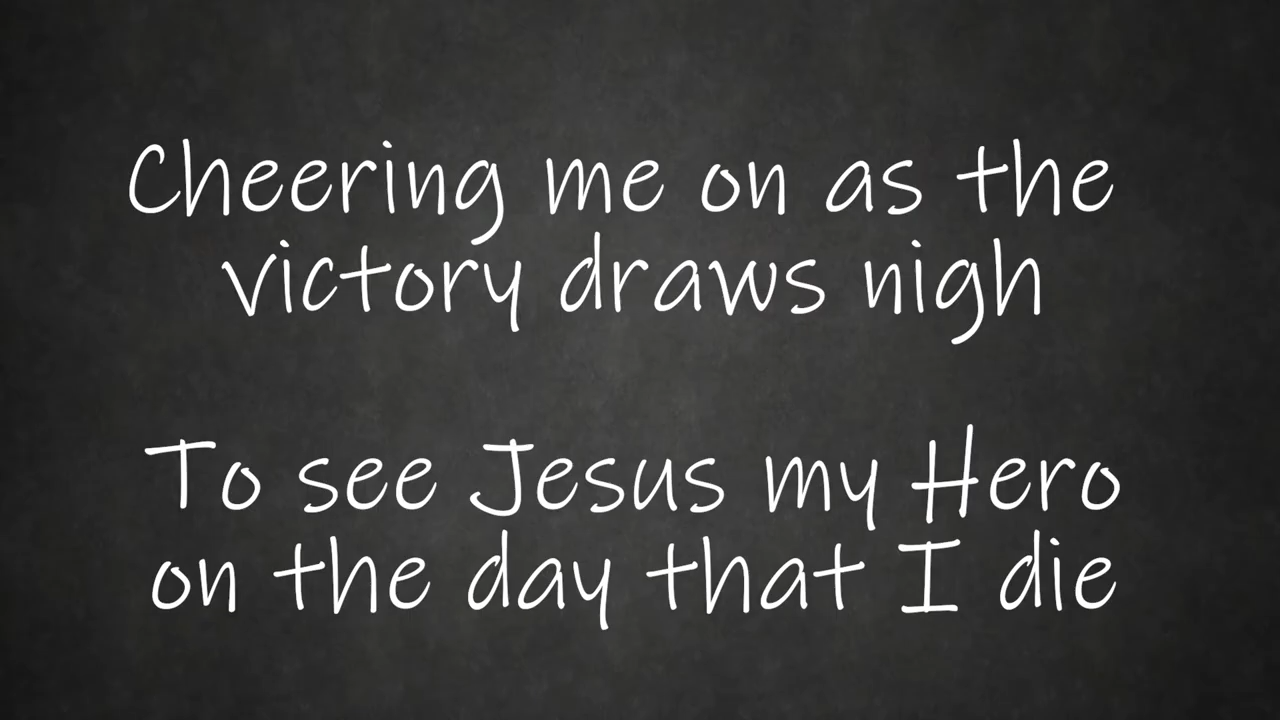 Cheering me on as the
victory draws nigh
To see Jesus my Hero
on the day that I die